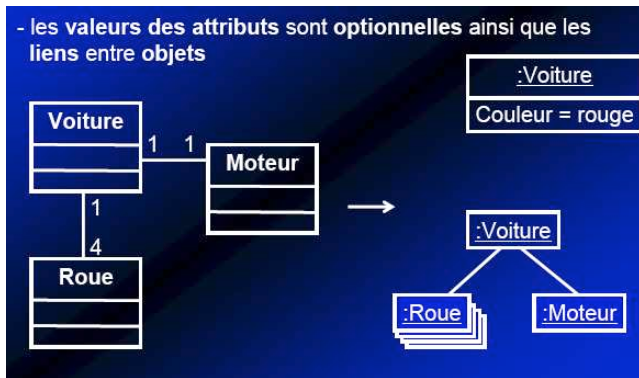 - les valeurs des attributs sont optionnelles ainsi que les
liens entre objets
:Voiture
Couleur = rouge
Voiture
1 1
Moteur
1
4
Roue
:Voiture
:Roue
:Moteur